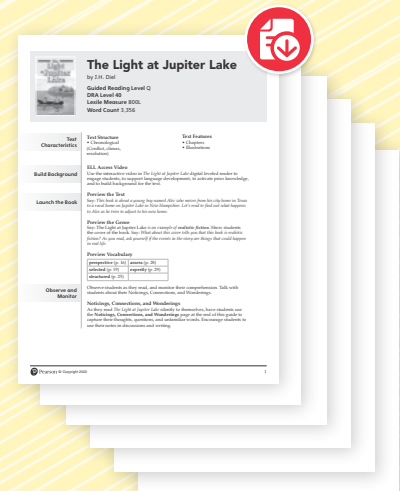 The Light at Jupiter Lake
by J.H. Diel
Guided Reading Level Q
DRA Level 40
Lexile Measure 800L
Word Count 3,356
Text
Characteristics
Text Structure
• Chronological
(Conflict, climax,
resolution)
Text Features
• Chapters
• Illustrations
Build Background
ELL Access Video
Use the interactive video in The Light at Jupiter Lake digital leveled reader to
engage students, to support language development, to activate prior knowledge,
and to build background for the text.
Launch the Book
Preview the Text
Say: This book is about a young boy named Alec who moves from his city home in Texas
to a rural home on Jupiter Lake in New Hampshire. Let's read to find out what happens
to Alec as he tries to adjust to his new home.
Preview the Genre
Say: The Light at Jupiter Lake is an example of realistic fiction. Have students
the cover of the book. Say: What about this cover tells you that this book is realistic
fiction? As you read, ask yourself if the events in the story are things that could happen
in real life.
Preview Vocabulary
perspective (p. 16) assess (p. 20)
selected (p. 19) expertly (p. 29)
structured (p. 25)
Observe and
Monitor
Observe students as they read, and monitor their comprehension. Talk with
students about their Noticings, Connections, and Wonderings.
Noticings, Connections, and Wonderings
As they read The Light at Jupiter Lake silently to themselves, have students use
the Noticings, Connections, and Wonderings page at the end of this guide to
capture their thoughts, questions, and unfamiliar words. Encourage students to
use their notes in discussions and writing.
Pearson © Copyright 2020
1